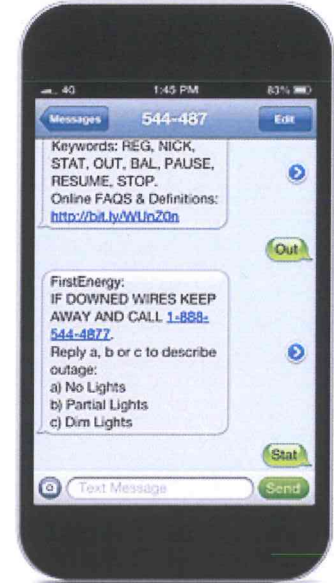 4G 1:45 PM 83%
Messages 544-487 Edit
Keywords: REG, NICK,
STAT, OUT, BAL, PAUSE,
RESUME, STOP.
Online FAQS & Definitions:
http://bit.ly/WUnZ0n
Out
FirstEnergy:
IF DOWNED WIRES KEEP
AWAY AND CALL 1-888-
544-4877.
Reply a, b or c to describe
outage:
a) No Lights
b) Partial Lights
c) Dim Lights
Stat
Text Message Send